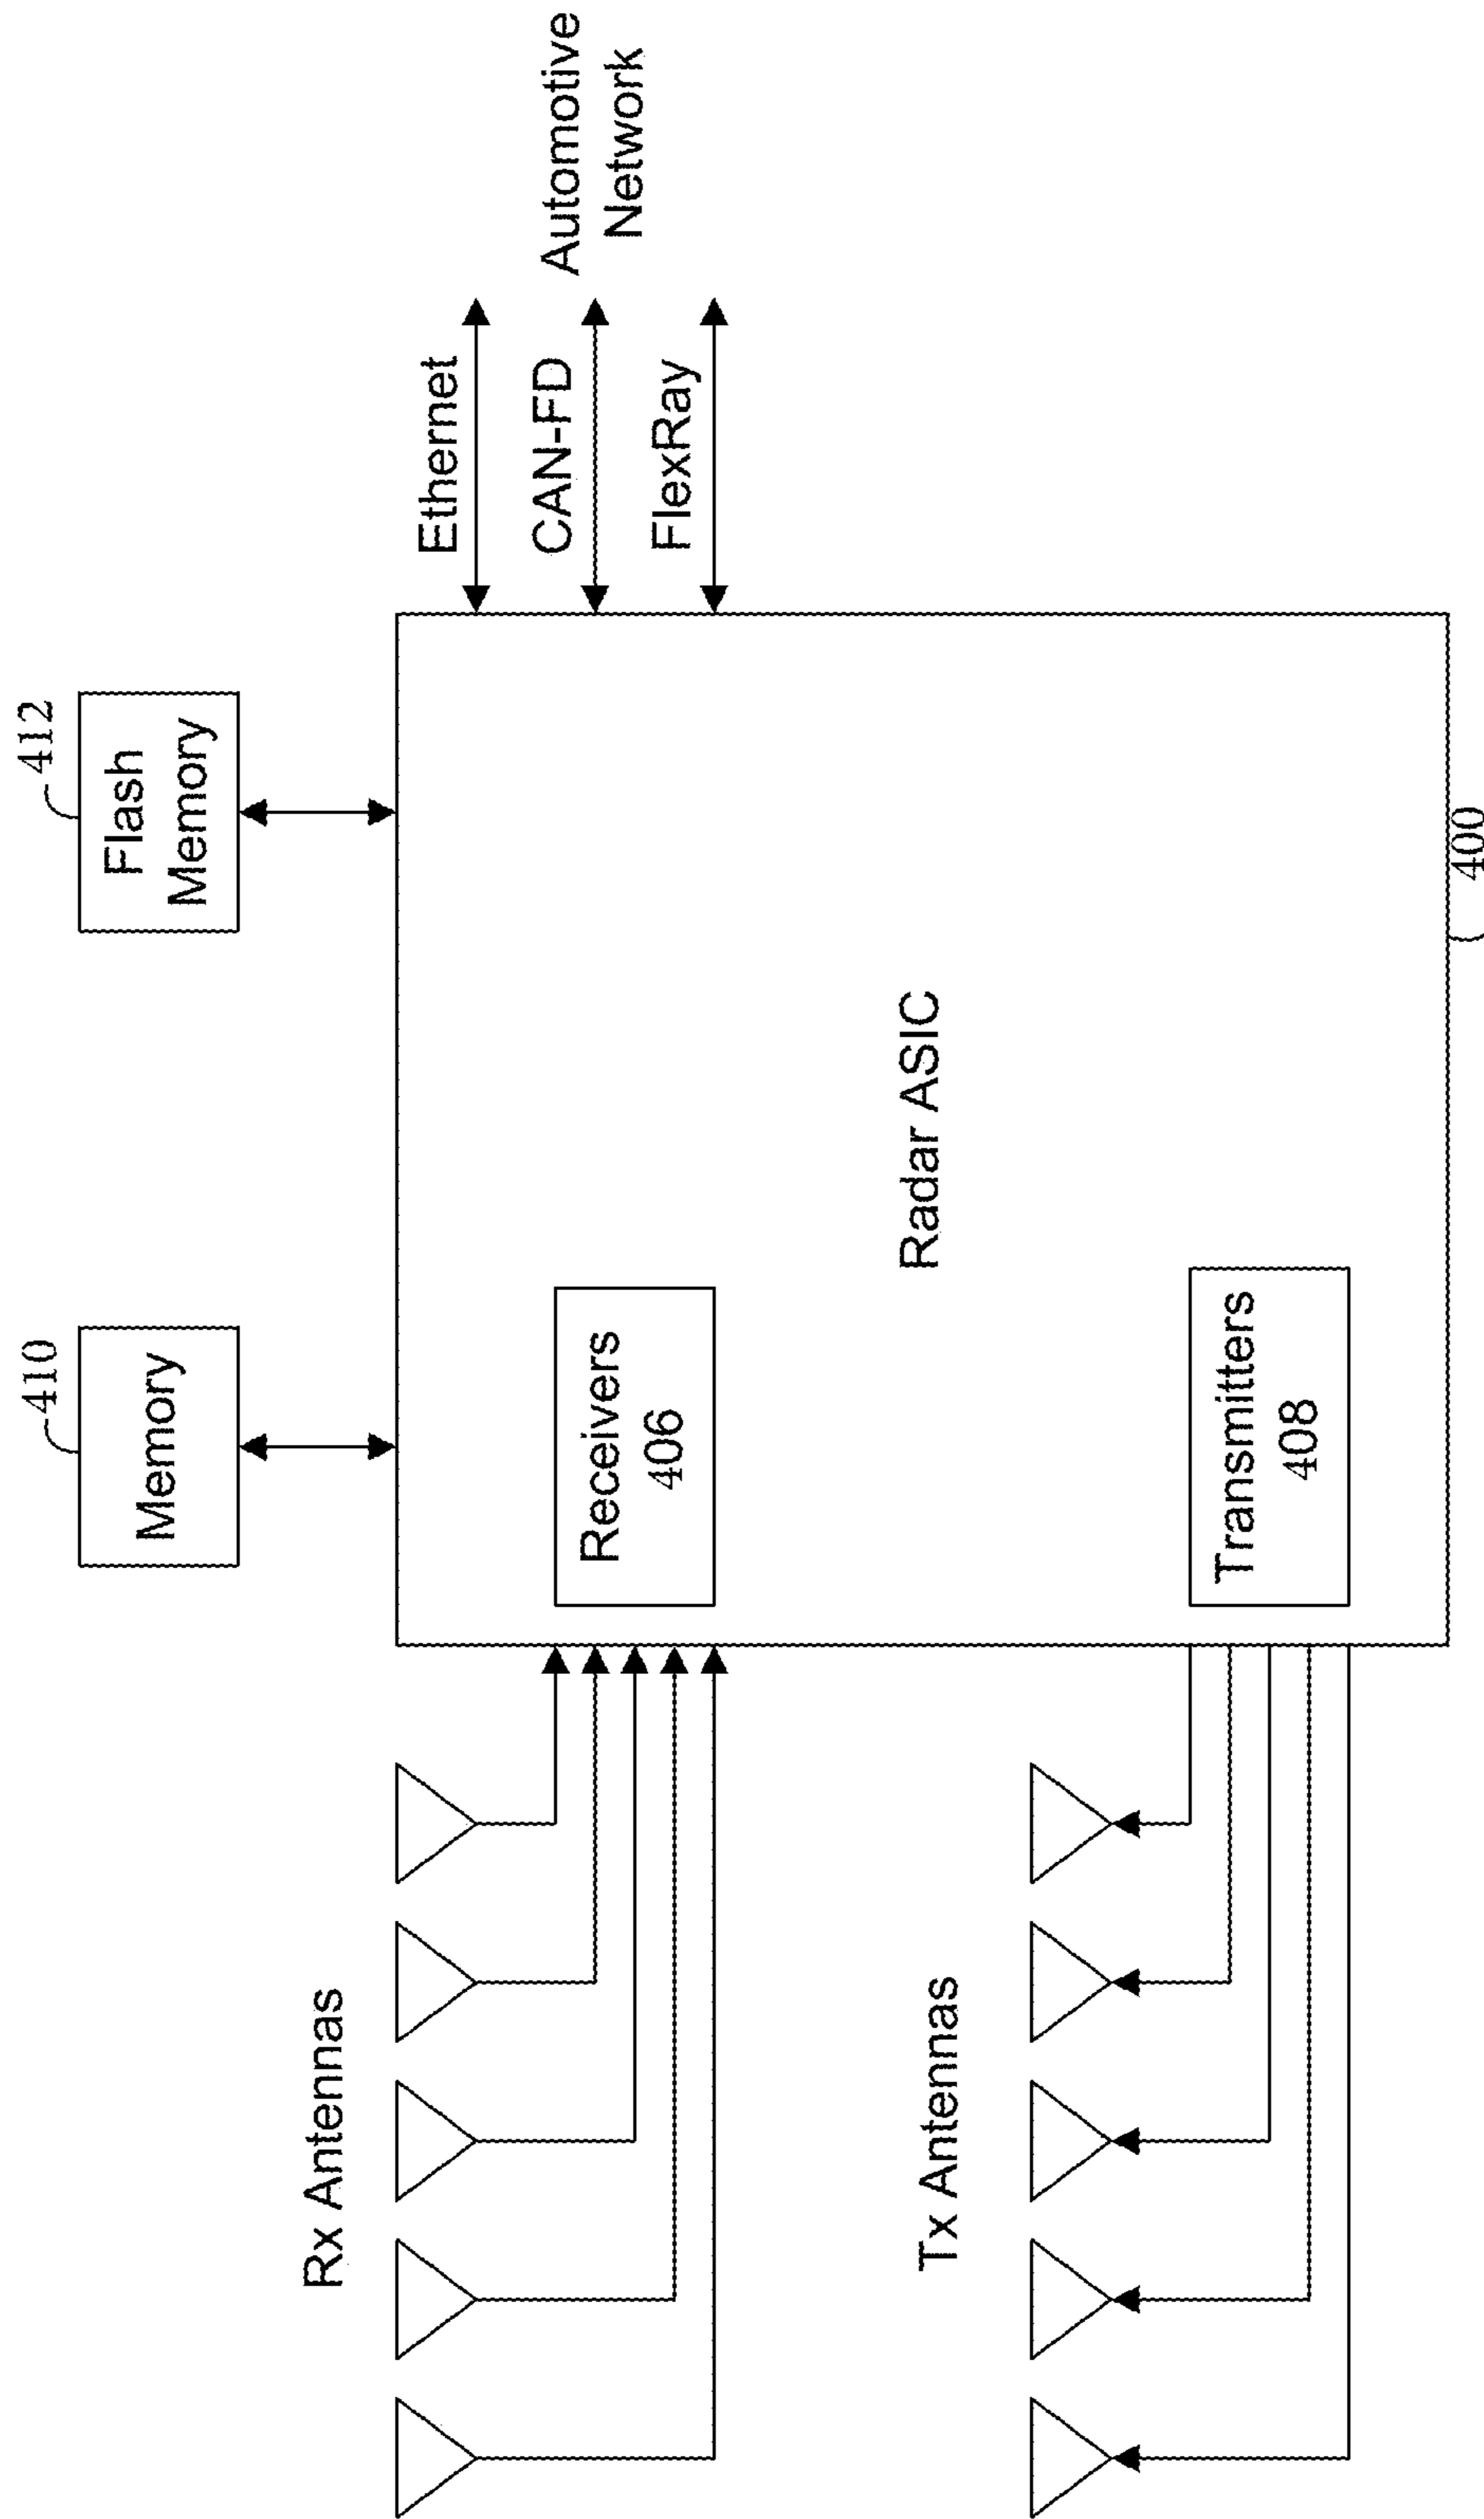 410
412
Memory
Flash
Memory
Rx Antennas
Ethernet
CAN-FD
FlexRay
Automotive
Network
Receivers
406
Radar ASIC
Tx Antennas
Transmitters
408
400